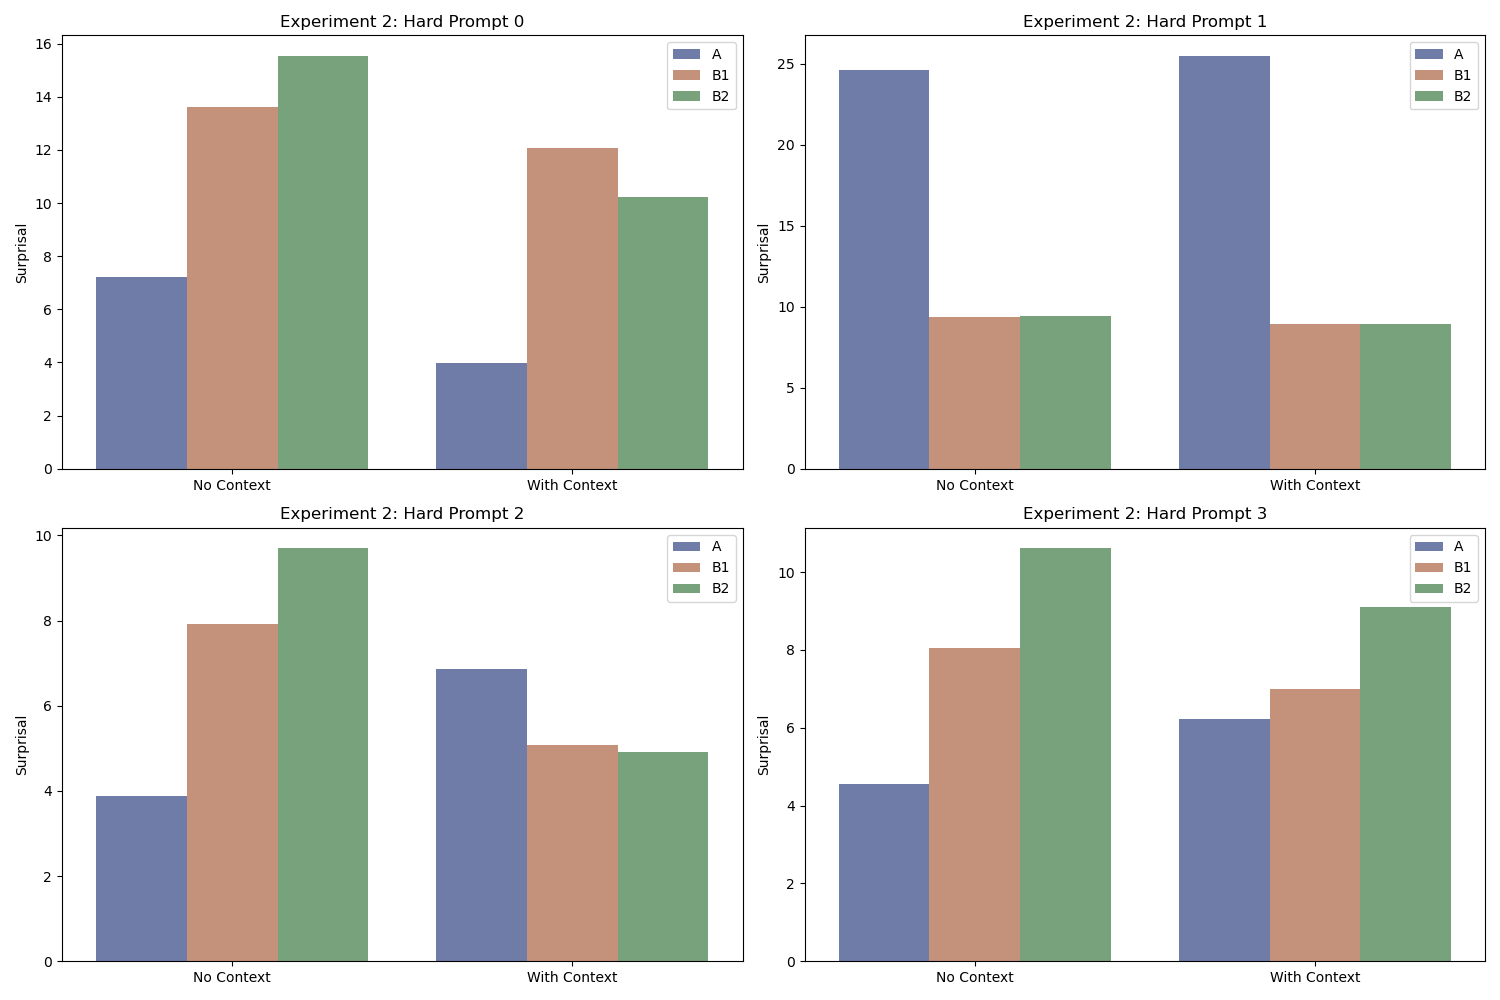 Experiment 2: Hard Prompt 0
Surprisal
16
14
12
10
8
6
4
2
0
No Context
With Context
A
B1
B2
Experiment 2: Hard Prompt 1
Surprisal
25
20
15
10
5
0
No Context
With Context
A
B1
B2
Experiment 2: Hard Prompt 2
Surprisal
10
8
6
4
2
0
No Context
With Context
A
B1
B2
Experiment 2: Hard Prompt 3
Surprisal
10
8
6
4
2
0
No Context
With Context
A
B1
B2